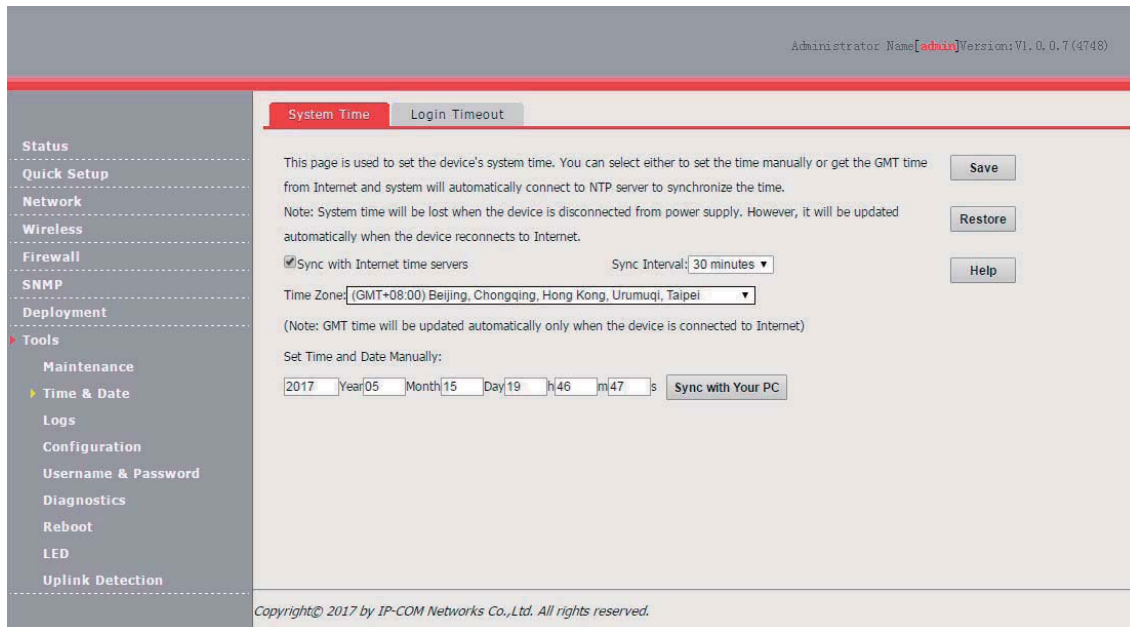 Administrator Name[admin]Version:V1.0.0.7(4748)
System Time
Login Timeout
Status
Quick Setup
Network
Wireless
Firewall
SNMP
Deployment
Tools
Maintenance
Time & Date
Logs
Configuration
Username & Password
Diagnostics
Reboot
LED
Uplink Detection
This page is used to set the device's system time. You can select either to set the time manually or get the GMT time
from Internet and system will automatically connect to NTP server to synchronize the time.
Note: System time will be lost when the device is disconnected from power supply. However, it will be updated
automatically when the device reconnects to Internet.
Sync with Internet time servers Sync Interval: 30 minutes
Time Zone: (GMT+08:00) Beijing, Chongqing, Hong Kong, Urumuqi, Taipei
(Note: GMT time will be updated automatically only when the device is connected to Internet)
Set Time and Date Manually:
2017 Year 05 Month 15 Day 19 h 46 m 47 s Sync with Your PC
Save
Restore
Help
Copyright© 2017 by IP-COM Networks Co.,Ltd. All rights reserved.